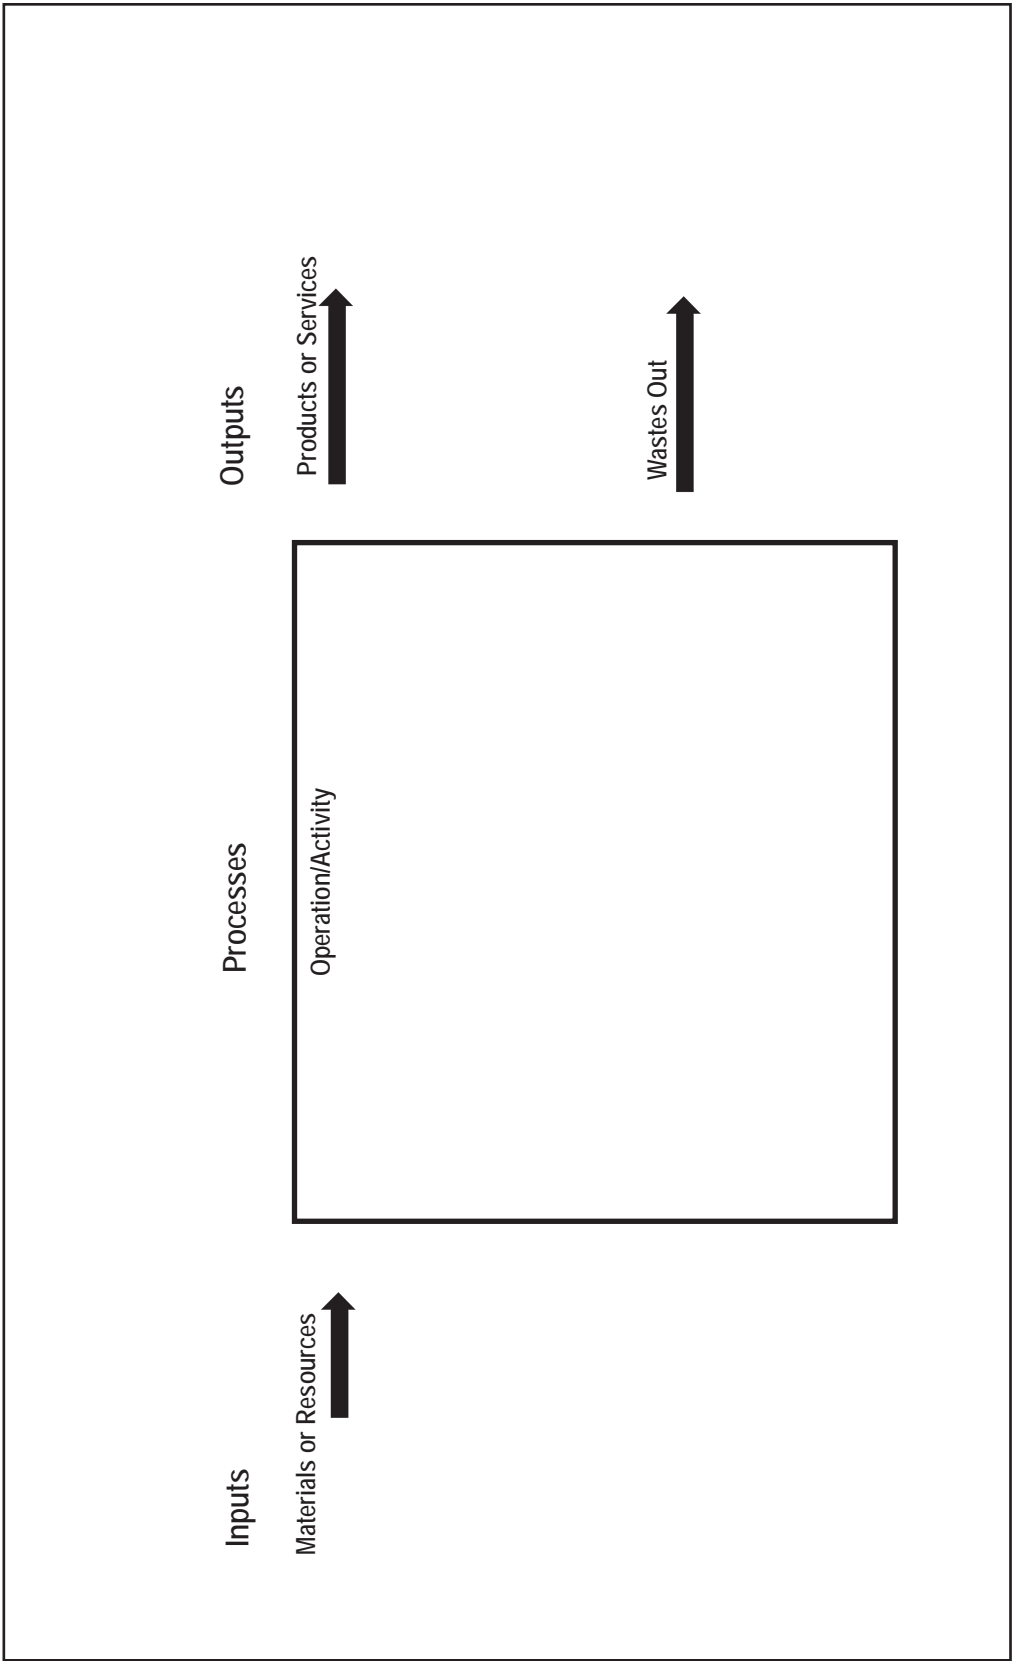 Inputs
Processes
Outputs
Materials or Resources
Operation/Activity
Products or Services
Wastes Out